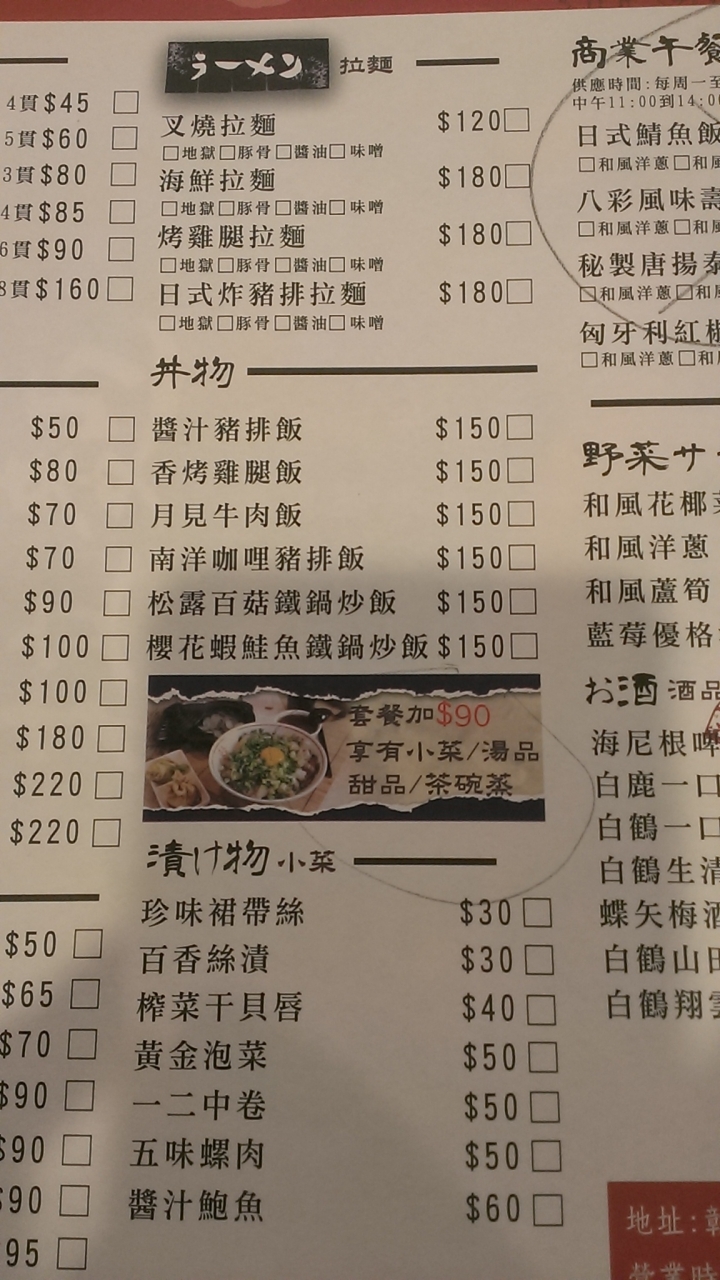 4貫$45 □
5貫$60 □
3貫$80 □
4貫$85 □
6貫$90 □
8貫$160 □
$50 □
$80 □
$70 □
$70 □
$90 □
$100 □
$100 □
$180 □
$220 □
$220 □
$50 □
$65 □
$70 □
$90 □
$90 □
$90 □
95 □
ラーメン 拉麵
叉燒拉麵 $120□
□地獄□豚骨□醬油□味噌
海鮮拉麵 $180□
□地獄□豚骨□醬油□味噌
烤雞腿拉麵 $180□
□地獄□豚骨□醬油□味噌
日式炸豬排拉麵 $180□
□地獄□豚骨□醬油□味噌
丼物
醬汁豬排飯 $150□
香烤雞腿飯 $150□
月見牛肉飯 $150□
南洋咖哩豬排飯 $150□
松露百菇鐵鍋炒飯 $150□
櫻花蝦鮭魚鐵鍋炒飯 $150□
套餐加$90
享有小菜/湯品
甜品/茶碗蒸
漬け物 小菜
珍味裙帶絲 $30 □
百香絲漬 $30 □
榨菜干貝唇 $40 □
黃金泡菜 $50 □
一二中卷 $50 □
五味螺肉 $50 □
醬汁鮑魚 $60 □
商業午餐
供應時間:每周一至
中午11:00到14:00
日式鯖魚飯
□和風洋蔥□和風
八彩風味壽
□和風洋蔥□和風
秘製唐揚泰
□和風洋蔥□和風
匈牙利紅椒
□和風洋蔥□和風
野菜サ
和風花椰菜
和風洋蔥
和風蘆筍
藍莓優格
お酒 酒品
海尼根啤
白鹿一口
白鶴一口
白鶴生清
蝶矢梅酒
白鶴山田
白鶴翔雲
地址:彰
營業時